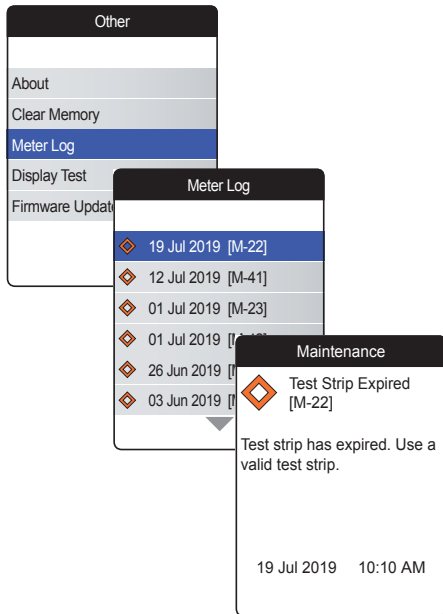 Other
About
Clear Memory
Meter Log
Display Test
Firmware
Meter Log
19 Jul 2019 [M-22]
12 Jul 2019 [M-41]
01 Jul 2019 [M-23]
01 Jul 2019
26 Jun 2019
03 Jun 2019
Maintenance
Test Strip Expired
[M-22]
Test strip has expired. Use a
valid test strip.
19 Jul 2019 10:10 AM